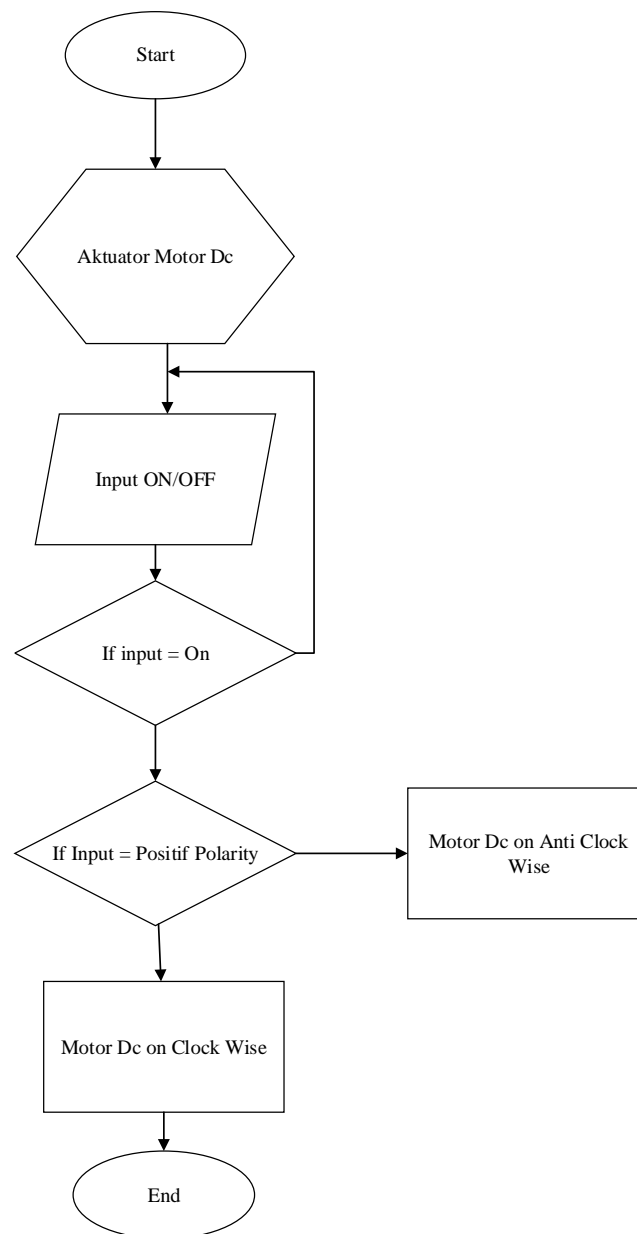 Start
Aktuator Motor Dc
Input ON/OFF
If input = On
If Input = Positif Polarity
Motor Dc on Anti Clock
Wise
Motor Dc on Clock Wise
End